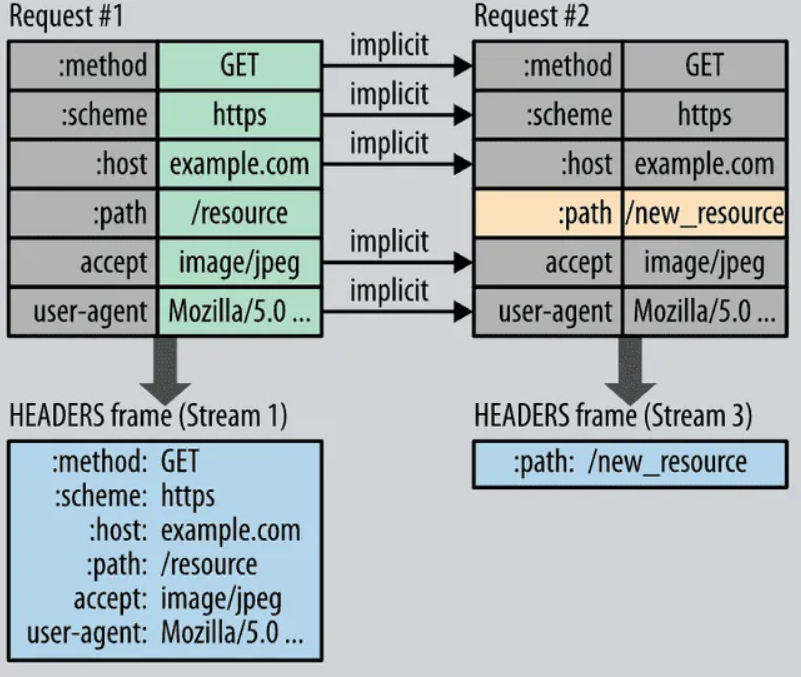 Request #1
:method GET
:scheme https
:host example.com
:path /resource
accept image/jpeg
user-agent Mozilla/5.0 ...
implicit
implicit
implicit
implicit
implicit
Request #2
:method GET
:scheme https
:host example.com
:path /new_resource
accept image/jpeg
user-agent Mozilla/5.0 ...
HEADERS frame (Stream 1)
:method: GET
:scheme: https
:host: example.com
:path: /resource
accept: image/jpeg
user-agent: Mozilla/5.0 ...
HEADERS frame (Stream 3)
:path: /new_resource